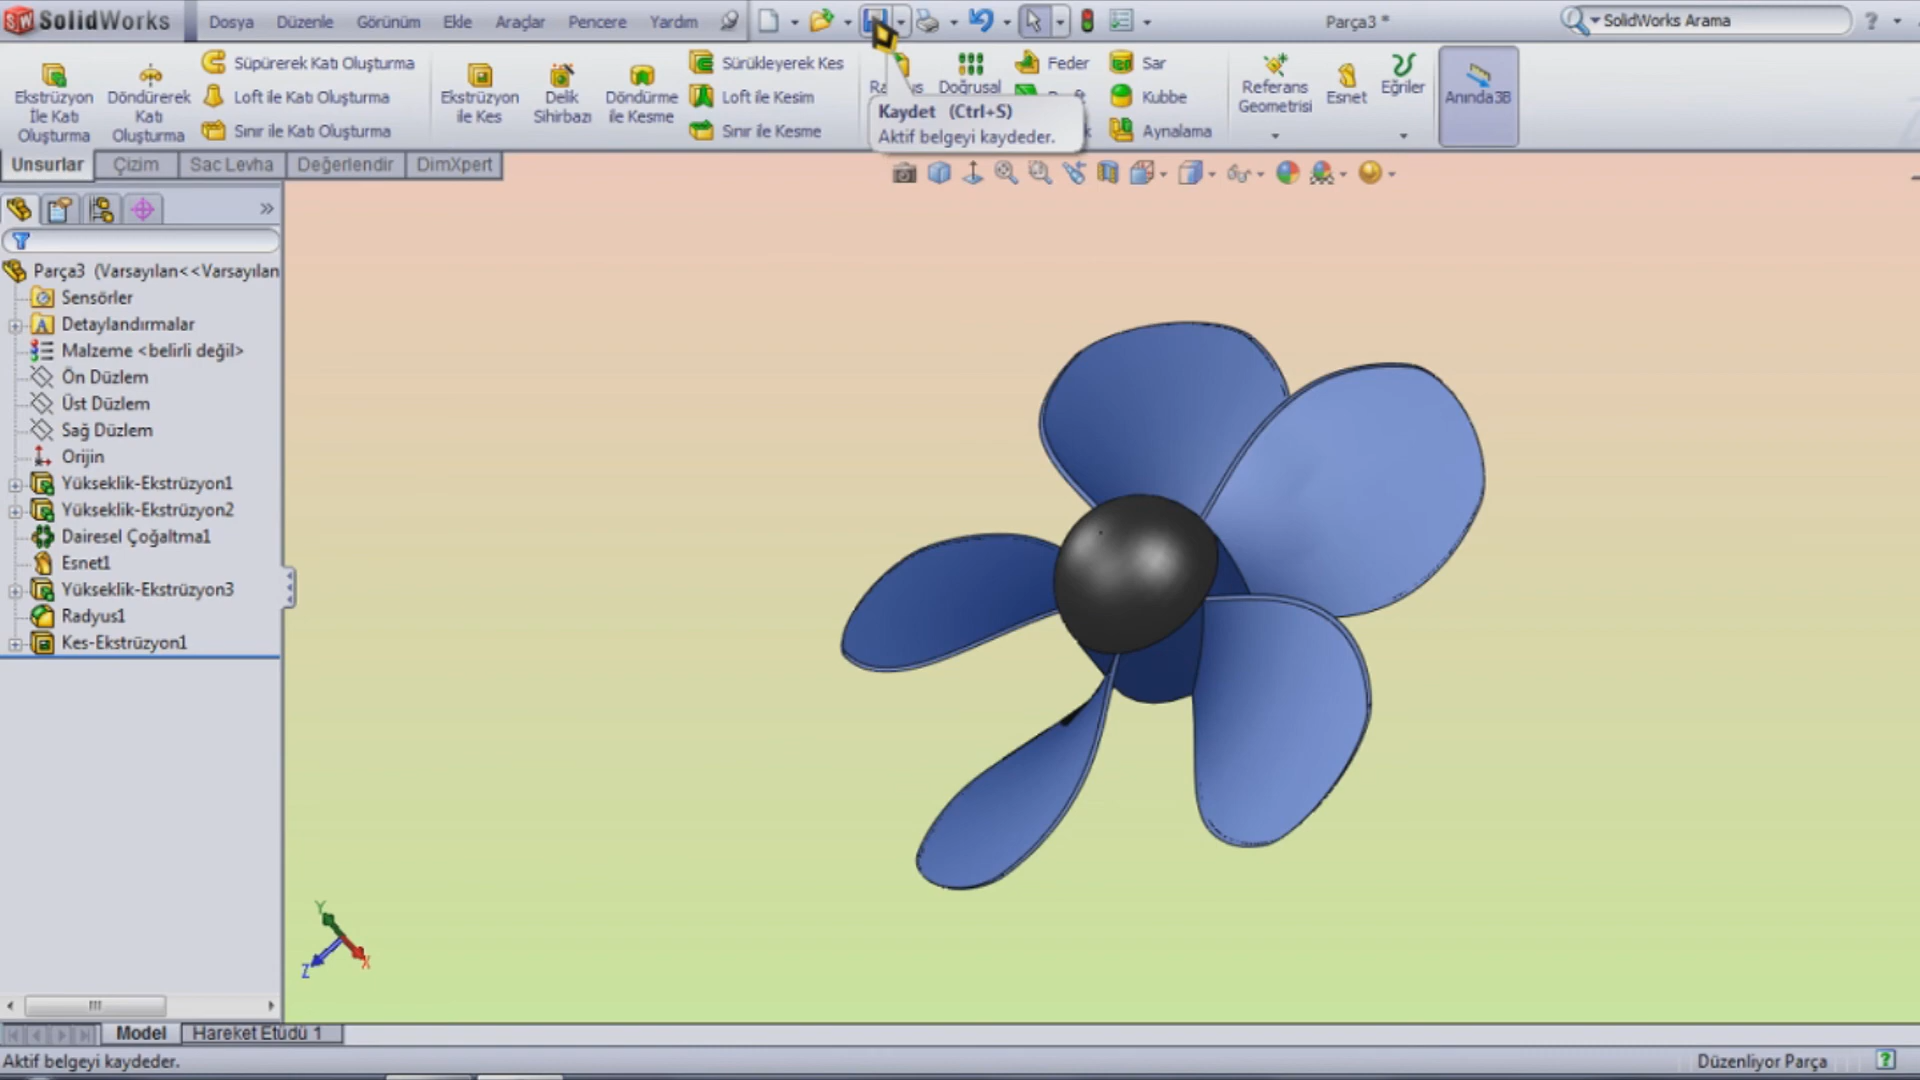 SolidWorks Dosya Düzenle Görünüm Ekle Araçlar Pencere Yardım Parça3 * SolidWorks Arama ?
Ekstrüzyon İle Katı Oluşturma
Döndürerek Katı Oluşturma
Süpürerek Katı Oluşturma
Loft ile Katı Oluşturma
Sınır ile Katı Oluşturma
Ekstrüzyon ile Kes
Delik Sihirbazı
Döndürme ile Kesme
Sürükleyerek Kes
Loft ile Kesim
Sınır ile Kesme
Doğrusal
Feder
Sar
Kubbe
Aynalama
Referans Geometrisi
Esnet
Eğriler
Anında3B
Kaydet (Ctrl+S)
Aktif belgeyi kaydeder.
Unsurlar Çizim Sac Levha Değerlendir DimXpert
Parça3 (Varsayılan<<Varsayılan
Sensörler
Detaylandırmalar
Malzeme <belirli değil>
Ön Düzlem
Üst Düzlem
Sağ Düzlem
Orijin
Yükseklik-Ekstrüzyon1
Yükseklik-Ekstrüzyon2
Dairesel Çoğaltma1
Esnet1
Yükseklik-Ekstrüzyon3
Radyus1
Kes-Ekstrüzyon1
Y
Z
X
Model Hareket Etüdü 1
Aktif belgeyi kaydeder. Düzenliyor Parça ?